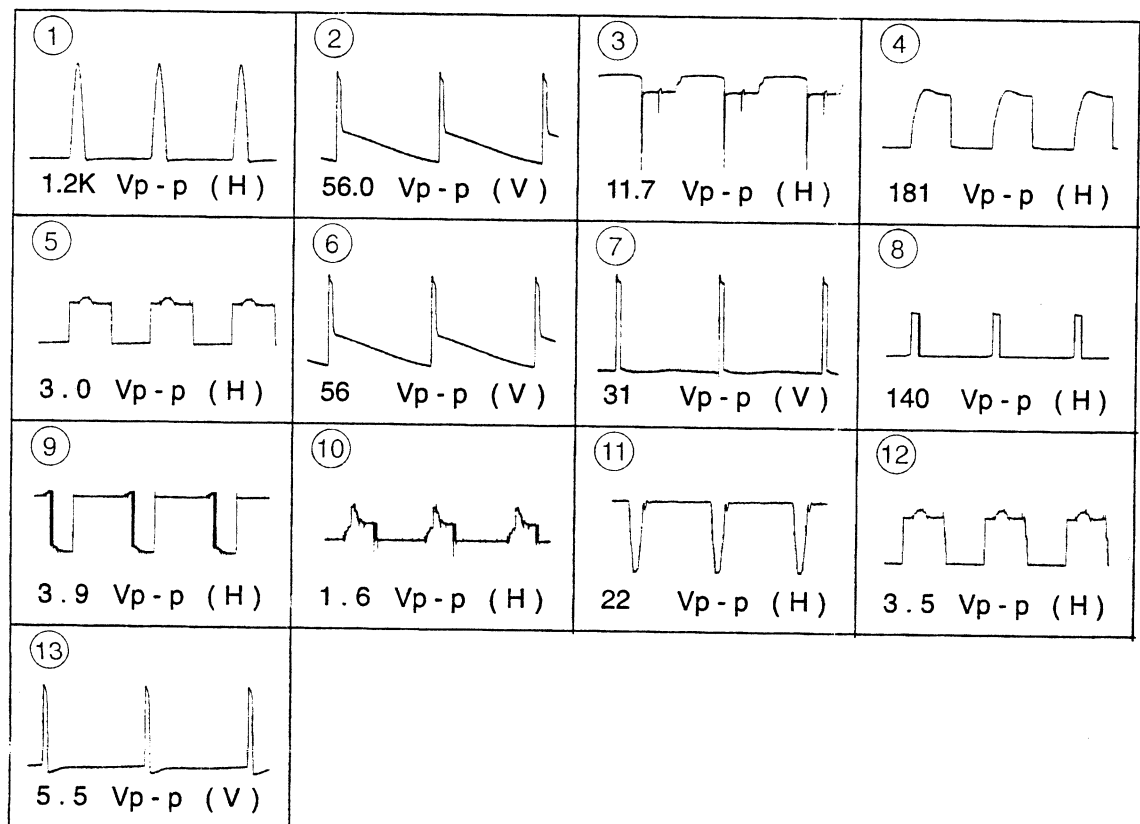 ①
1.2K Vp-p (H)
②
56.0 Vp-p (V)
③
11.7 Vp-p (H)
④
181 Vp-p (H)
⑤
3.0 Vp-p (H)
⑥
56 Vp-p (V)
⑦
31 Vp-p (V)
⑧
140 Vp-p (H)
⑨
3.9 Vp-p (H)
⑩
1.6 Vp-p (H)
⑪
22 Vp-p (H)
⑫
3.5 Vp-p (H)
⑬
5.5 Vp-p (V)